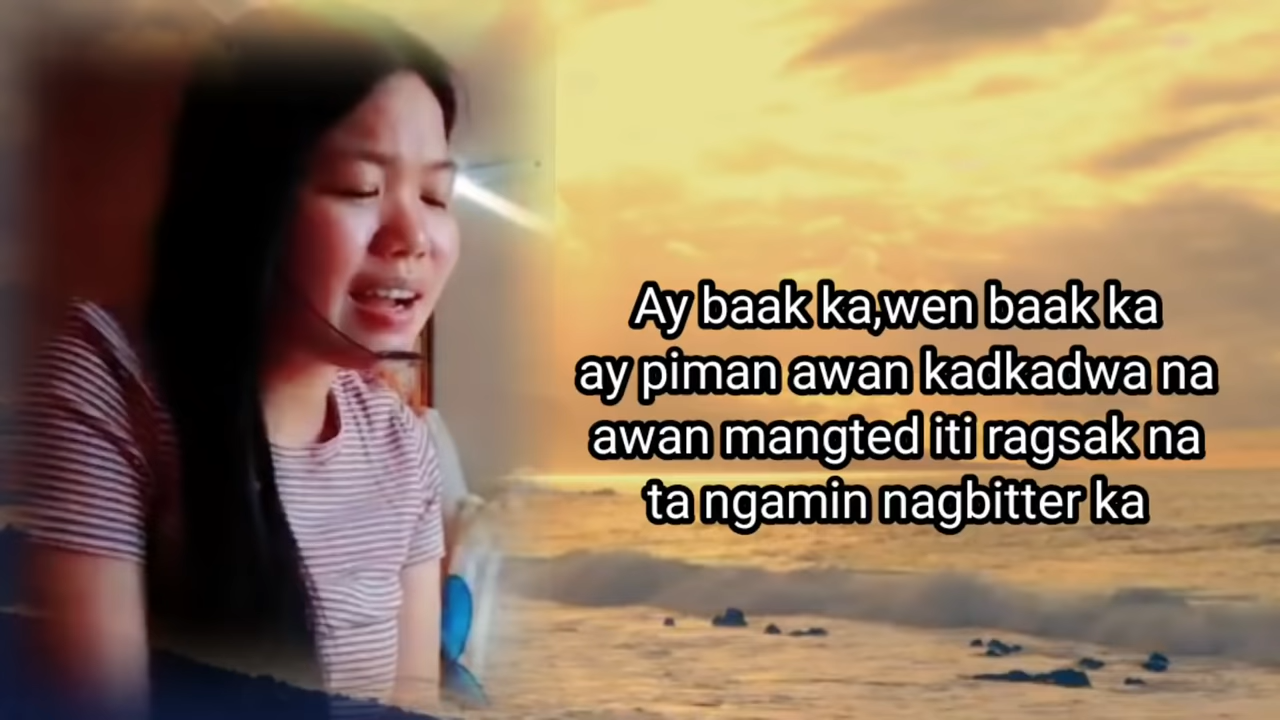 Ay baak ka,wen baak ka
ay piman awan kadkadwa na
awan mangted iti ragsak na
ta ngamin nagbitter ka